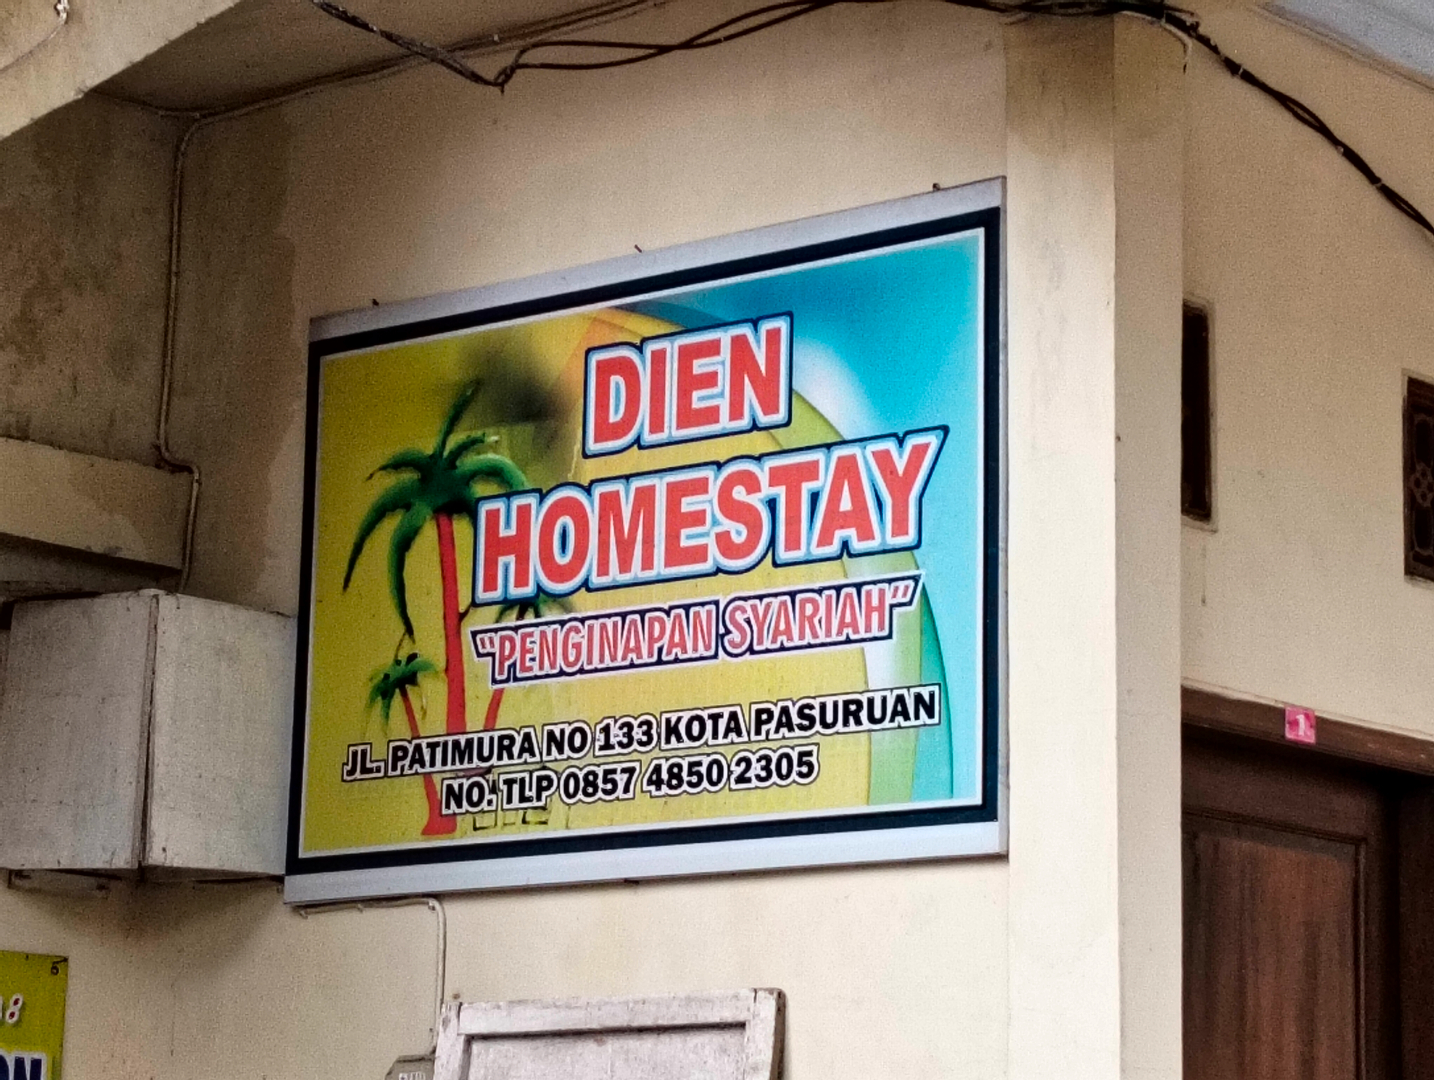 DIEN
HOMESTAY
"PENGINAPAN SYARIAH"
JL. PATIMURA NO 133 KOTA PASURUAN
NO. TLP 0857 4850 2305
1